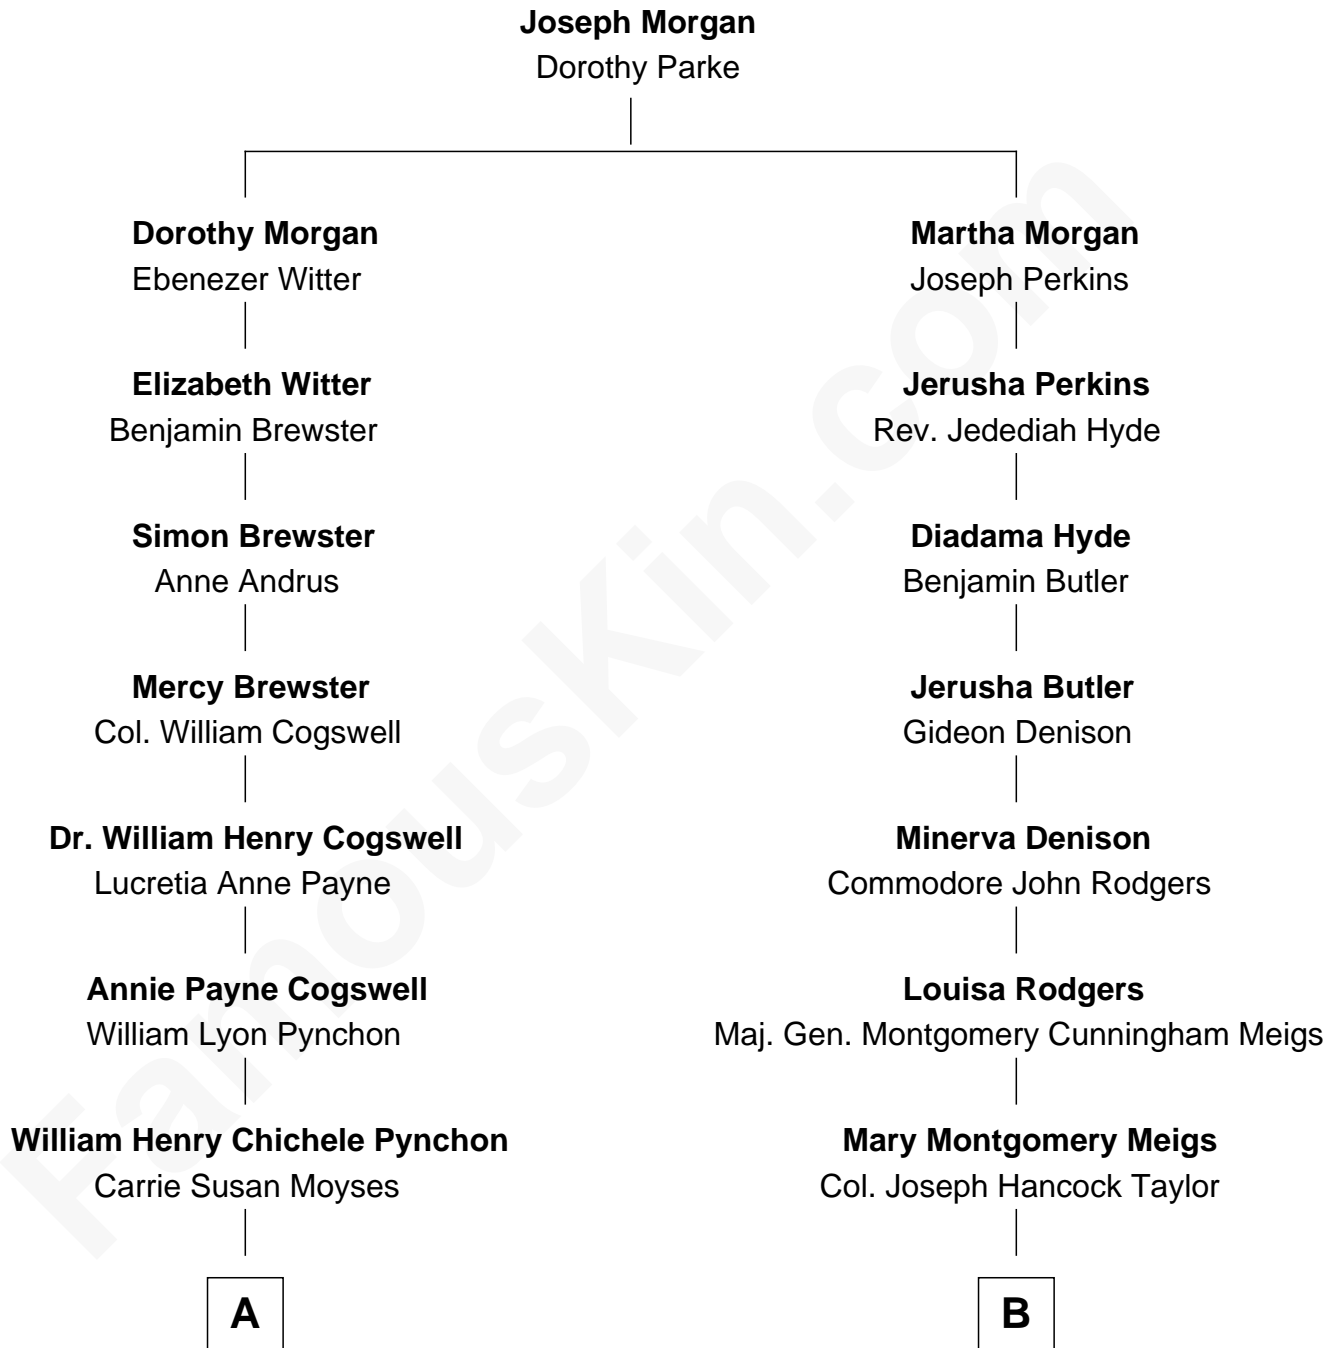 Joseph Morgan
Dorothy Parke
Dorothy Morgan
Ebenezer Witter
Elizabeth Witter
Benjamin Brewster
Simon Brewster
Anne Andrus
Mercy Brewster
Col. William Cogswell
Dr. William Henry Cogswell
Lucretia Anne Payne
Annie Payne Cogswell
William Lyon Pynchon
William Henry Chichele Pynchon
Carrie Susan Moyses
A
Martha Morgan
Joseph Perkins
Jerusha Perkins
Rev. Jedediah Hyde
Diadama Hyde
Benjamin Butler
Jerusha Butler
Gideon Denison
Minerva Denison
Commodore John Rodgers
Louisa Rodgers
Maj. Gen. Montgomery Cunningham Meigs
Mary Montgomery Meigs
Col. Joseph Hancock Taylor
B
FamousKin.com